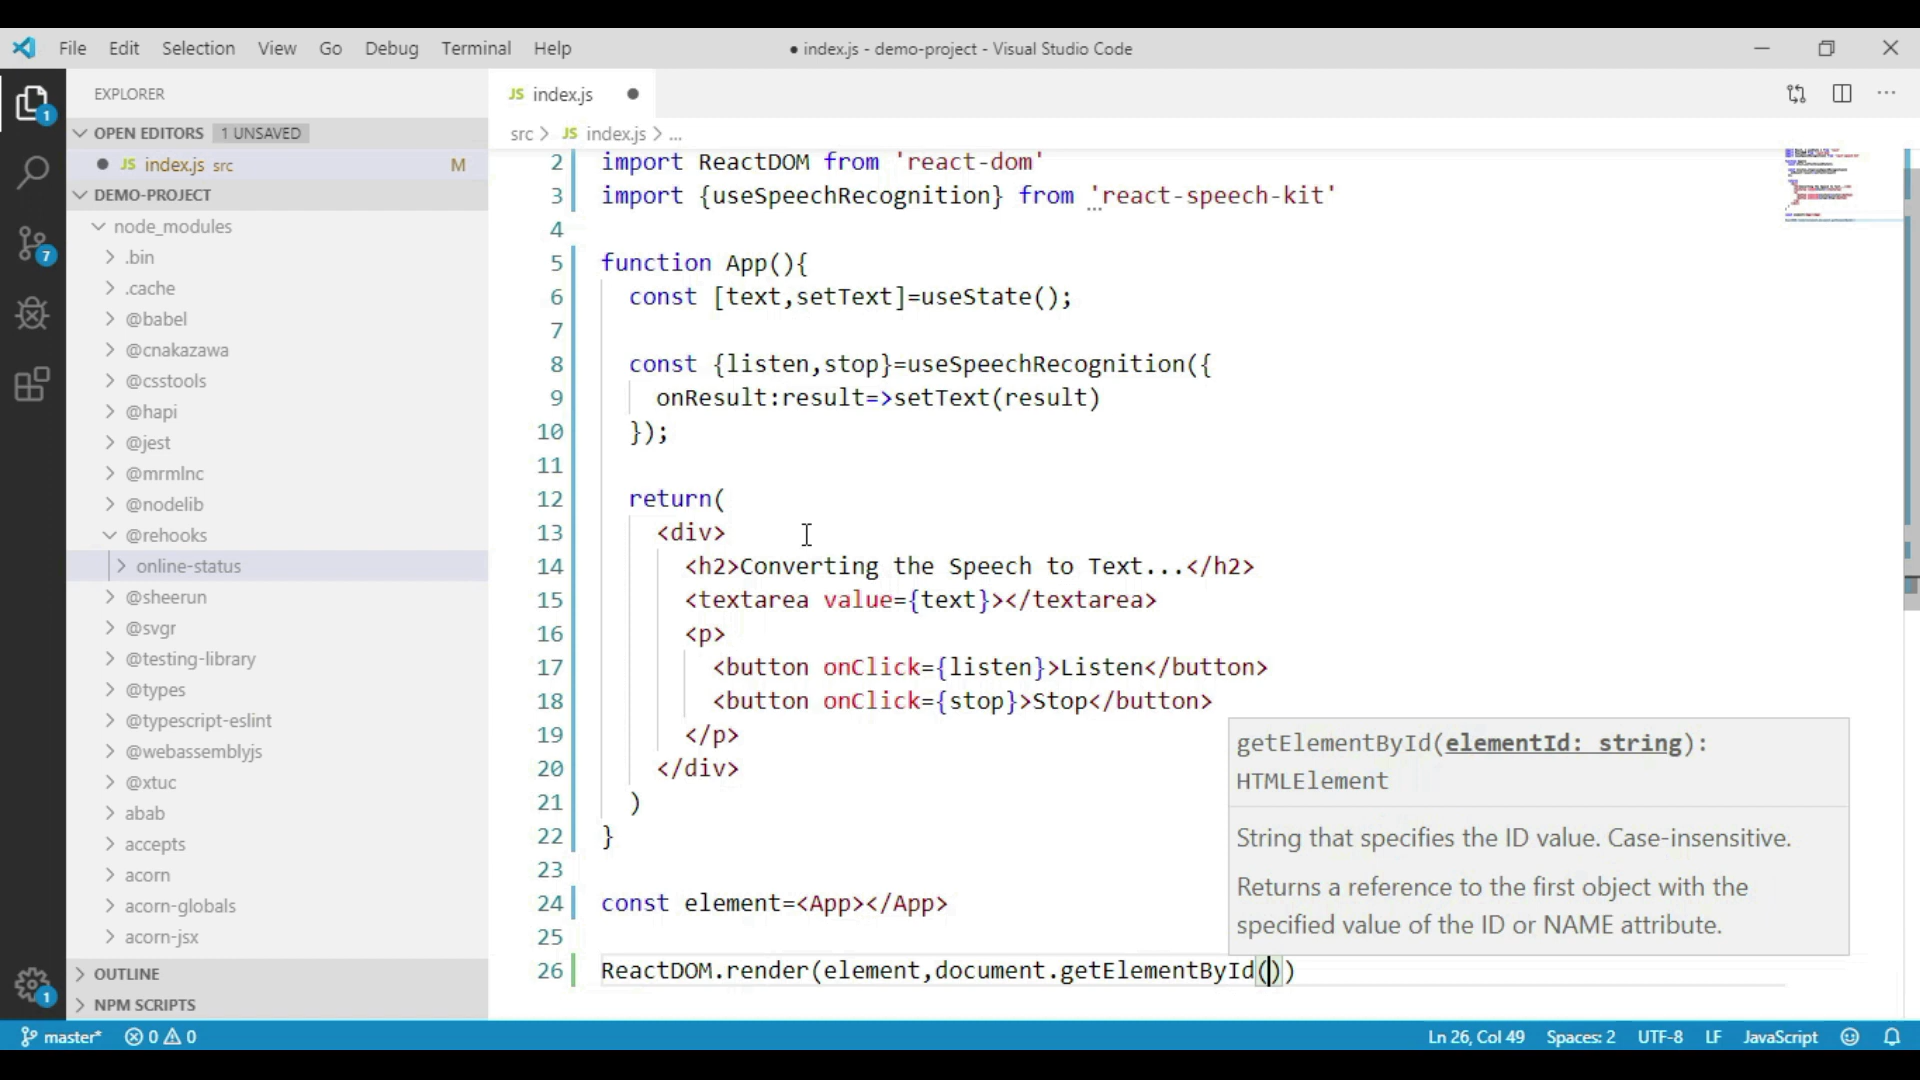 File Edit Selection View Go Debug Terminal Help
● index.js - demo-project - Visual Studio Code
EXPLORER
OPEN EDITORS 1 UNSAVED
JS index.js src M
DEMO-PROJECT
node_modules
.bin
.cache
@babel
@cnakazawa
@csstools
@hapi
@jest
@mrmlnc
@nodelib
@rehooks
online-status
@sheerun
@svgr
@testing-library
@types
@typescript-eslint
@webassemblyjs
@xtuc
abab
accepts
acorn
acorn-globals
acorn-jsx
OUTLINE
NPM SCRIPTS
1
7
1
JS index.js
src > JS index.js > ...
2 import ReactDOM from 'react-dom'
3 import {useSpeechRecognition} from 'react-speech-kit'
4
5 function App(){
6 const [text,setText]=useState();
7
8 const {listen,stop}=useSpeechRecognition({
9 onResult:result=>setText(result)
10 });
11
12 return(
13 <div>
14 <h2>Converting the Speech to Text...</h2>
15 <textarea value={text}></textarea>
16 <p>
17 <button onClick={listen}>Listen</button>
18 <button onClick={stop}>Stop</button>
19 </p>
20 </div>
21 )
22 }
23
24 const element=<App></App>
25
26 ReactDOM.render(element,document.getElementById())
getElementById(elementId: string):
HTMLElement
String that specifies the ID value. Case-insensitive.
Returns a reference to the first object with the
specified value of the ID or NAME attribute.
master* 0 0 Ln 26, Col 49 Spaces: 2 UTF-8 LF JavaScript